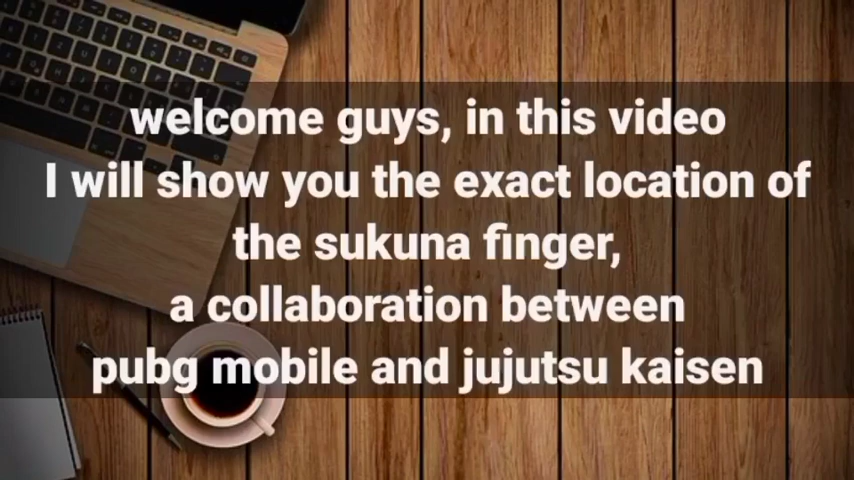 welcome guys, in this video
I will show you the exact location of
the sukuna finger,
a collaboration between
pubg mobile and jujutsu kaisen